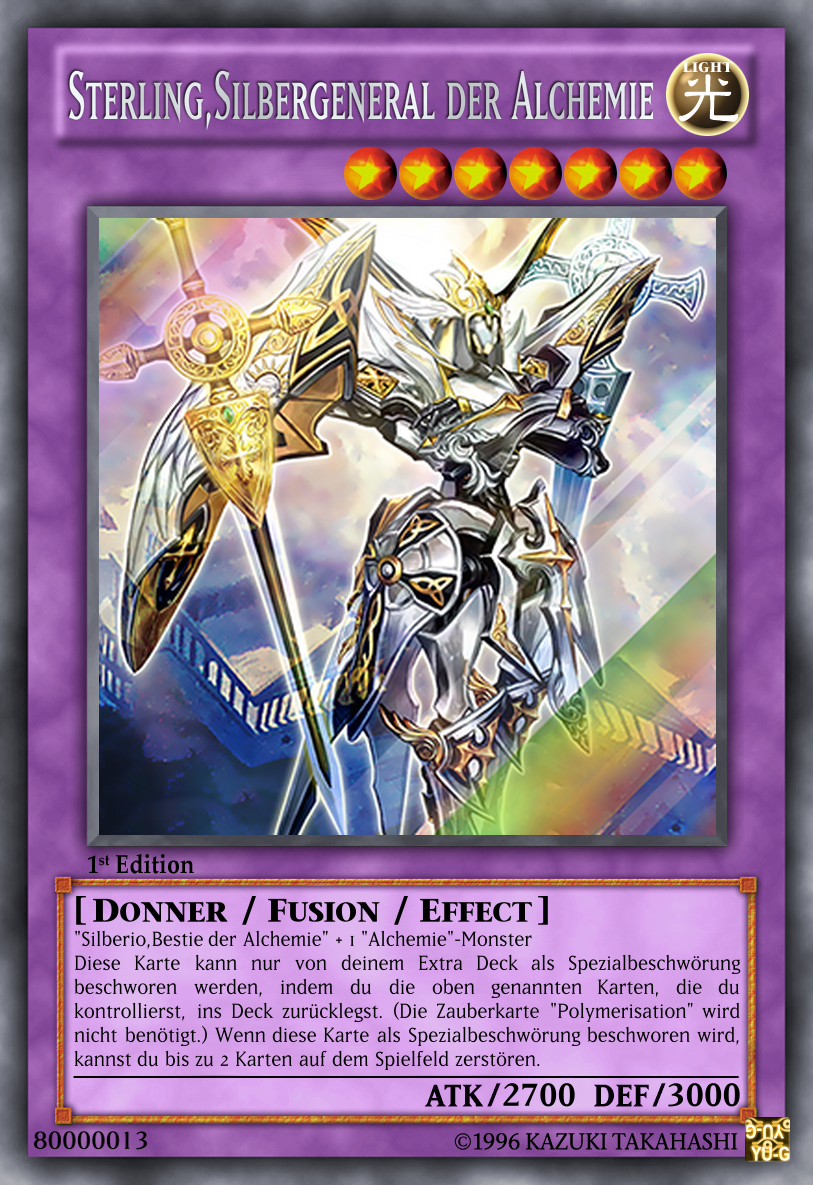 Sterling,Silbergeneral der Alchemie
LIGHT
光
1st Edition
[ Donner / Fusion / Effect ]
"Silberio,Bestie der Alchemie" + 1 "Alchemie"-Monster
Diese Karte kann nur von deinem Extra Deck als Spezialbeschwörung
beschworen werden, indem du die oben genannten Karten, die du
kontrollierst, ins Deck zurücklegst. (Die Zauberkarte "Polymerisation" wird
nicht benötigt.) Wenn diese Karte als Spezialbeschwörung beschworen wird,
kannst du bis zu 2 Karten auf dem Spielfeld zerstören.
ATK/2700 DEF/3000
80000013 ©1996 KAZUKI TAKAHASHI